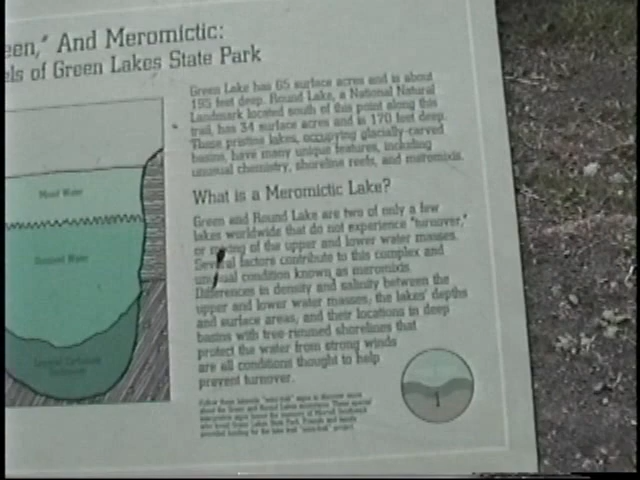 een," And Meromictic:
els of Green Lakes State Park
Green Lake has 65 surface acres and is about
195 feet deep. Round Lake, a National Natural
Landmark located south of this point along this
trail, has 34 surface acres and is 170 feet deep.
These pristine lakes, occupying glacially-carved
basins, have many unique features, including
unusual chemistry, shoreline reefs, and meromixis.
What is a Meromictic Lake?
Green and Round Lake are two of only a few
lakes worldwide that do not experience "turnover,"
or mixing of the upper and lower water masses.
Several factors contribute to this complex and
unusual condition known as meromixis.
Differences in density and salinity between the
upper and lower water masses, the lakes' depths
and surface areas, and their locations in deep
basins with tree-rimmed shorelines that
protect the water from strong winds
are all conditions thought to help
prevent turnover.
Mixed Water
Water